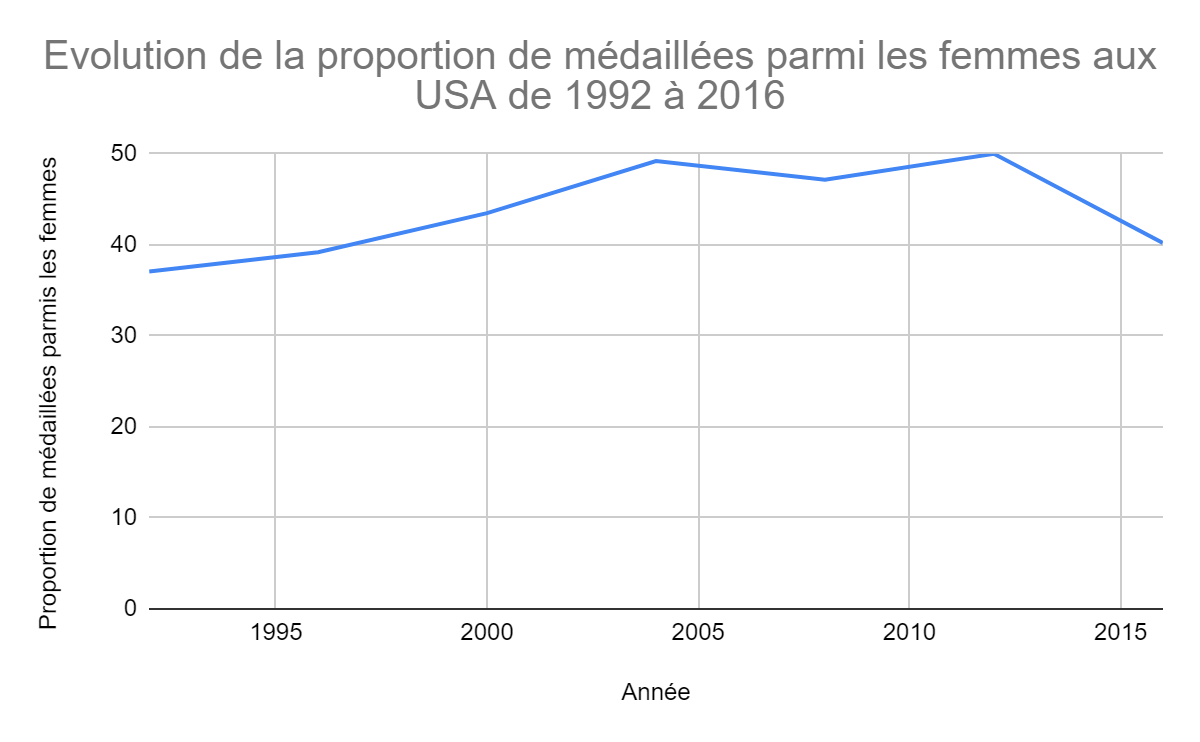 Evolution de la proportion de médaillées parmi les femmes aux
USA de 1992 à 2016
Proportion de médaillées parmis les femmes
50
40
30
20
10
0
1995
2000
2005
2010
2015
Année